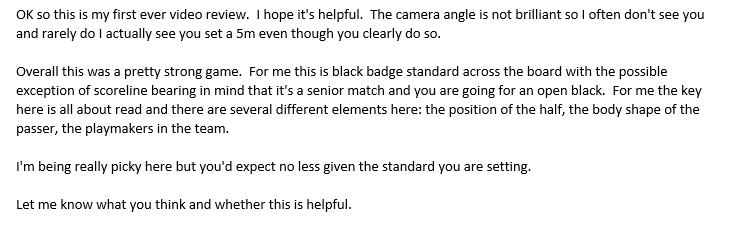 OK so this is my first ever video review.  I hope it's helpful.  The camera angle is not brilliant so I often don't see you
and rarely do I actually see you set a 5m even though you clearly do so.
Overall this was a pretty strong game.  For me this is black badge standard across the board with the possible
exception of scoreline bearing in mind that it's a senior match and you are going for an open black.  For me the key
here is all about read and there are several different elements here: the position of the half, the body shape of the
passer, the playmakers in the team.
I'm being really picky here but you'd expect no less given the standard you are setting.
Let me know what you think and whether this is helpful.